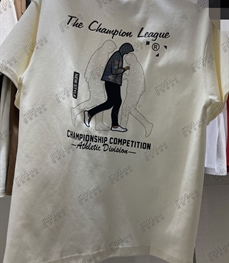 The Champion League
®
CHAMPIONSHIP COMPETITION
—Athletic Division—